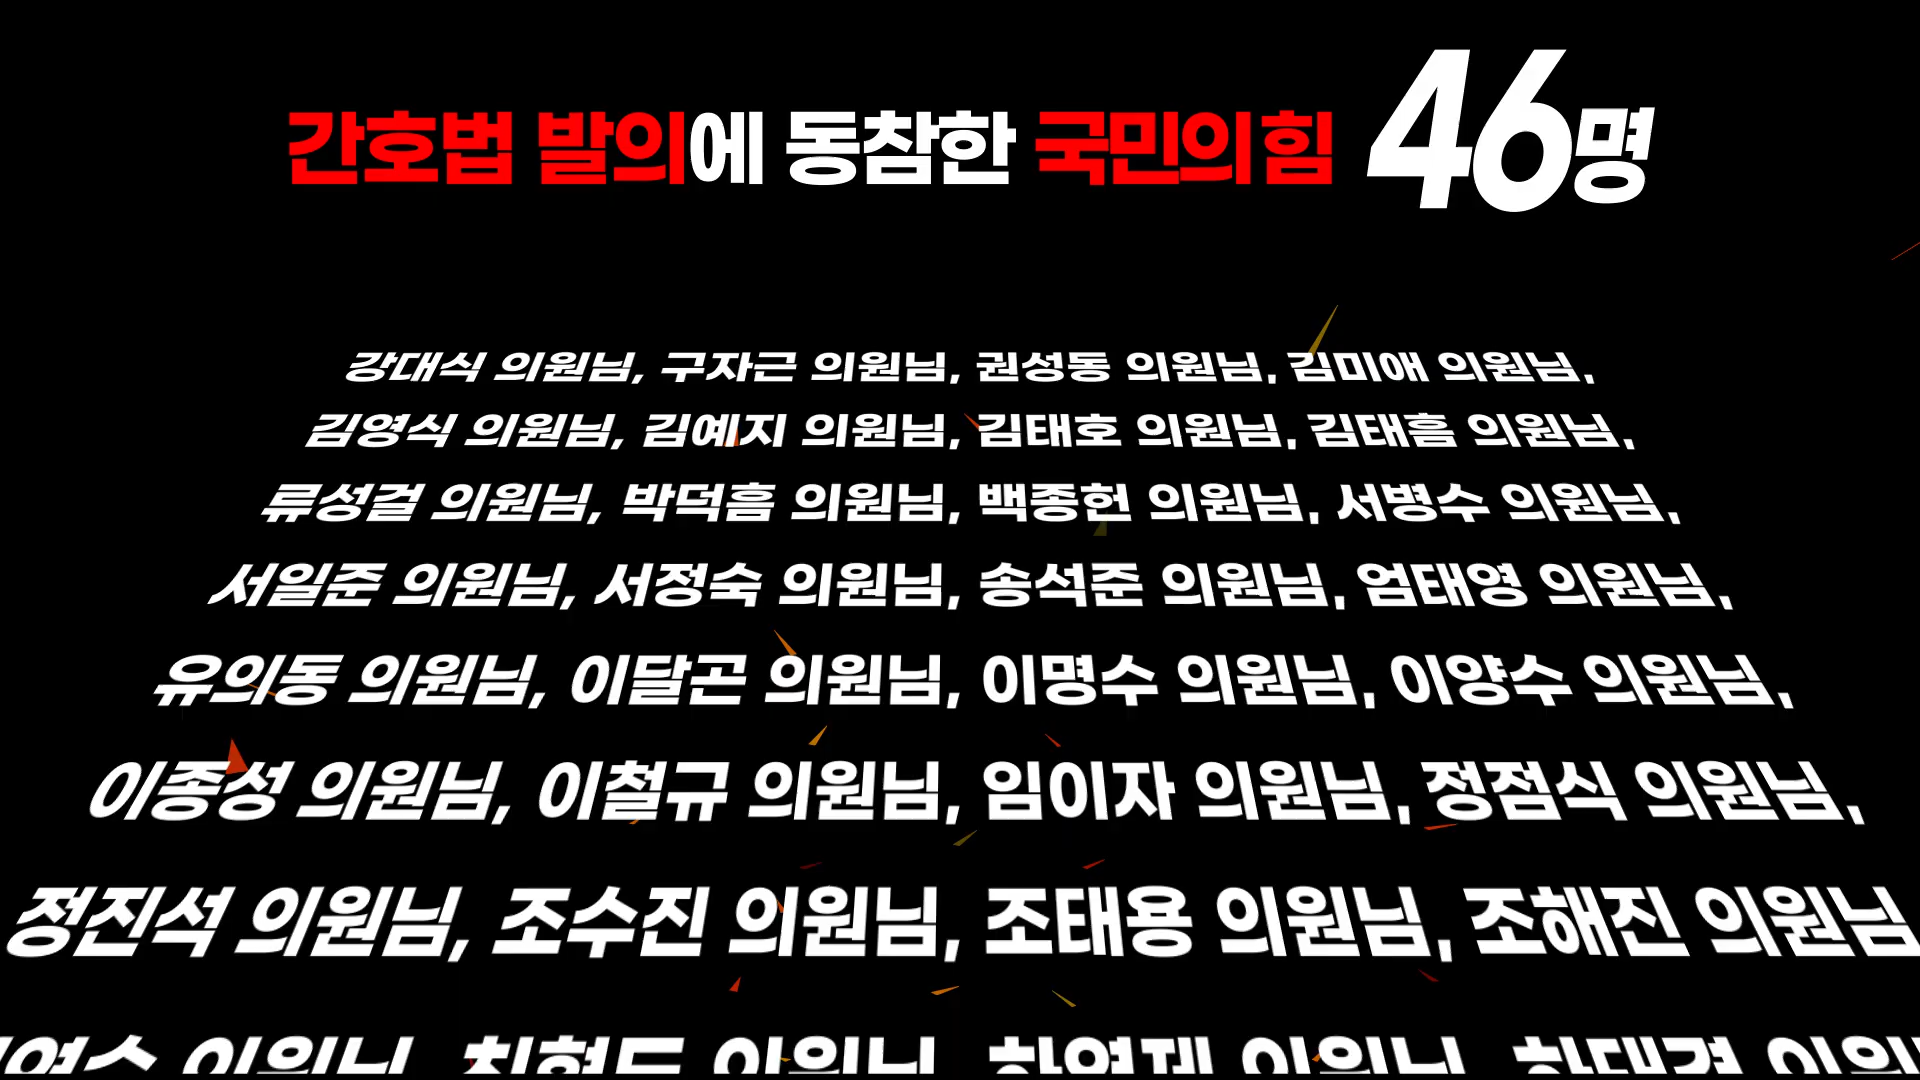 간호법 발의에 동참한 국민의힘 46명
강대식 의원님, 구자근 의원님, 권성동 의원님, 김미애 의원님,
김영식 의원님, 김예지 의원님, 김태호 의원님, 김태흠 의원님,
류성걸 의원님, 박덕흠 의원님, 백종헌 의원님, 서병수 의원님,
서일준 의원님, 서정숙 의원님, 송석준 의원님, 엄태영 의원님,
유의동 의원님, 이달곤 의원님, 이명수 의원님, 이양수 의원님,
이종성 의원님, 이철규 의원님, 임이자 의원님, 정점식 의원님,
정진석 의원님, 조수진 의원님, 조태용 의원님, 조해진 의원님
의원님, 의원님, 의원님,